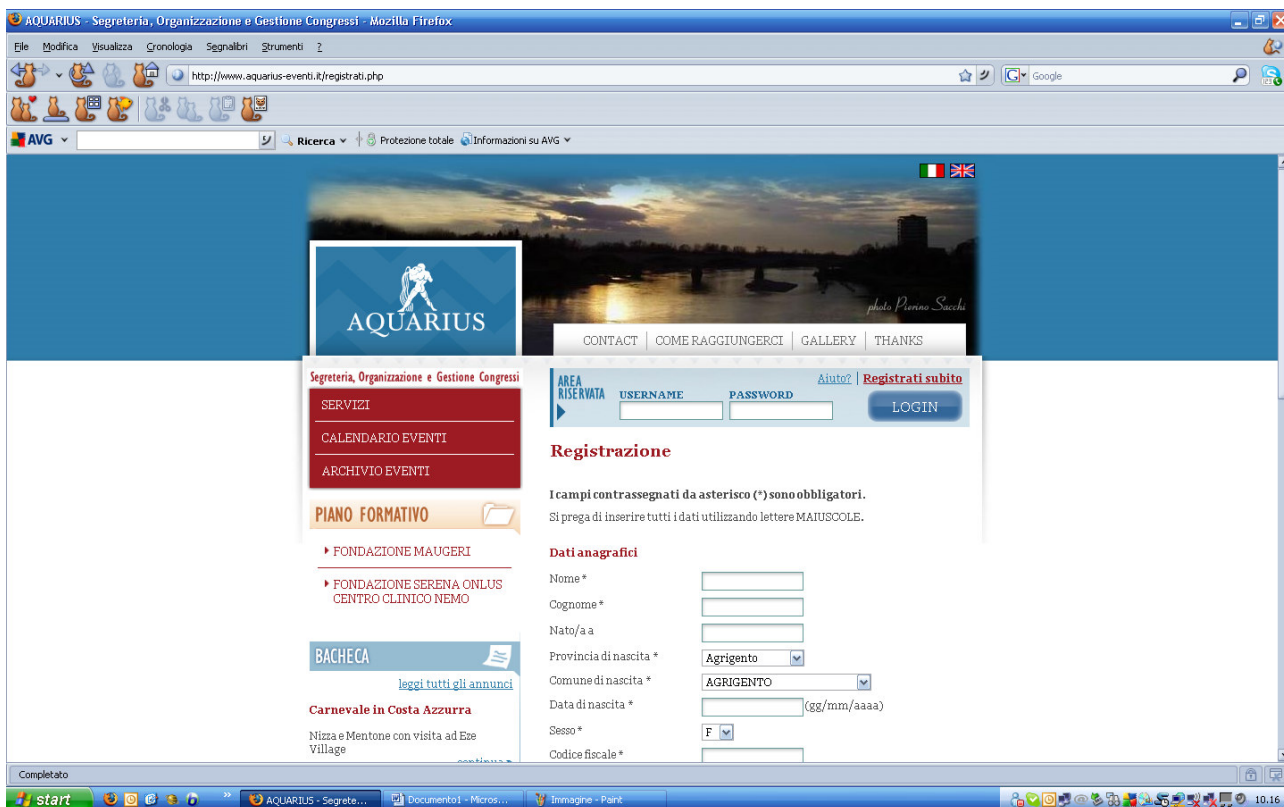 AQUARIUS - Segreteria, Organizzazione e Gestione Congressi - Mozilla Firefox
File Modifica Visualizza Cronologia Segnalibri Strumenti ?
http://www.aquarius-eventi.it/registrati.php
Google
AVG
Ricerca
Protezione totale
Informazioni su AVG
photo Pierino Sacchi
AQUARIUS
CONTACT | COME RAGGIUNGERCI | GALLERY | THANKS
Segreteria, Organizzazione e Gestione Congressi
SERVIZI
CALENDARIO EVENTI
ARCHIVIO EVENTI
PIANO FORMATIVO
FONDAZIONE MAUGERI
FONDAZIONE SERENA ONLUS
CENTRO CLINICO NEMO
BACHECA
leggi tutti gli annunci
Carnevale in Costa Azzurra
Nizza e Mentone con visita ad Eze
Village
continua
AREA
RISERVATA
USERNAME
PASSWORD
Aiuto? | Registrati subito
LOGIN
Registrazione
I campi contrassegnati da asterisco (*) sono obbligatori.
Si prega di inserire tutti i dati utilizzando lettere MAIUSCOLE.
Dati anagrafici
Nome *
Cognome *
Nato/a a
Provincia di nascita * Agrigento
Comune di nascita * AGRIGENTO
Data di nascita * (gg/mm/aaaa)
Sesso * F
Codice fiscale *
Completato
start
AQUARIUS - Segrete...
Documento1 - Micros...
Immagine - Paint
10.16